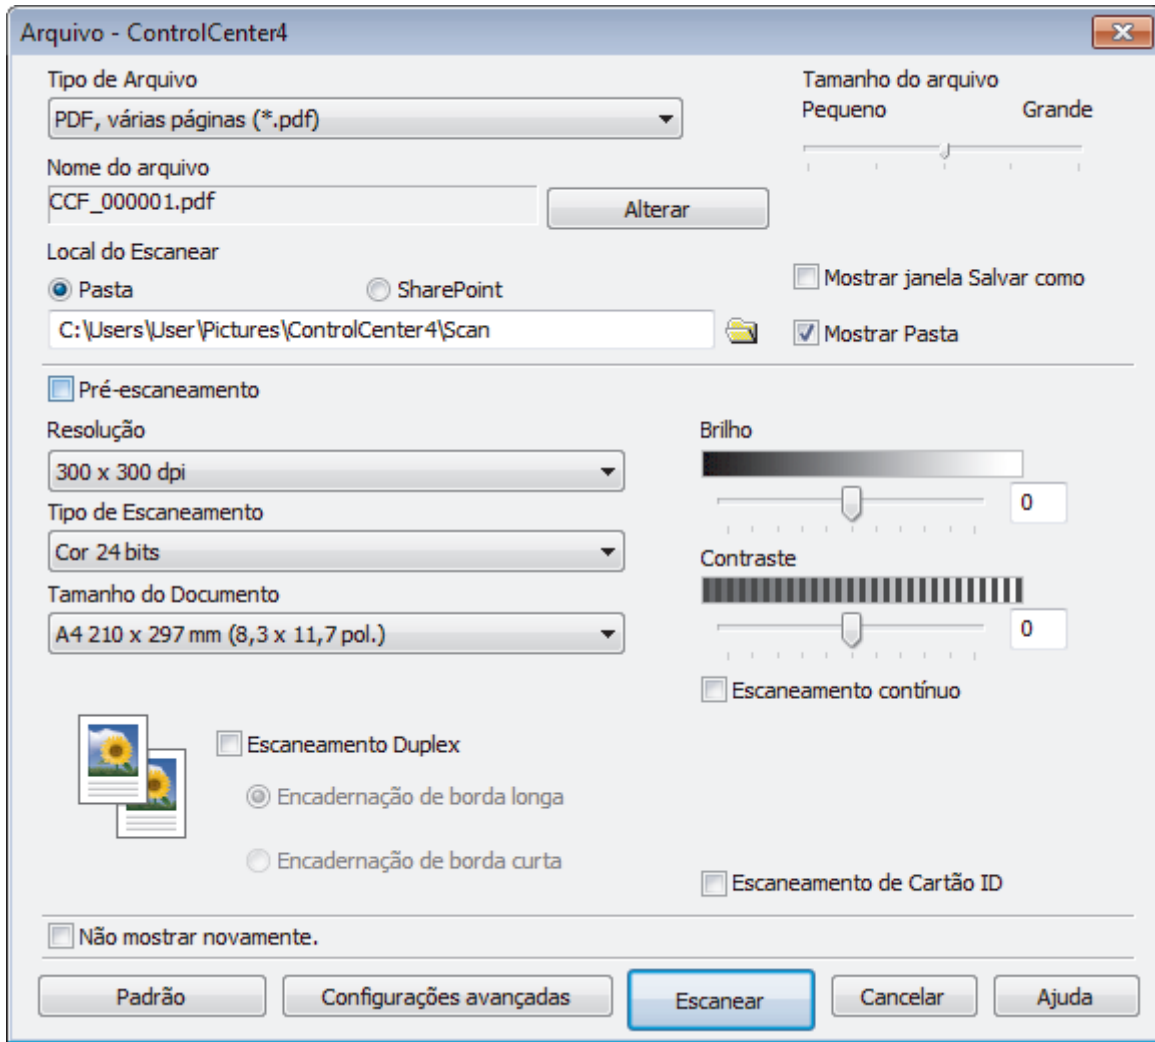 Arquivo - ControlCenter4
Tipo de Arquivo
PDF, várias páginas (*.pdf)
Tamanho do arquivo
Pequeno Grande
Nome do arquivo
CCF_000001.pdf
Alterar
Local do Escanear
Pasta
SharePoint
Mostrar janela Salvar como
C:\Users\User\Pictures\ControlCenter4\Scan
Mostrar Pasta
Pré-escaneamento
Resolução
300 x 300 dpi
Tipo de Escaneamento
Cor 24 bits
Tamanho do Documento
A4 210 x 297 mm (8,3 x 11,7 pol.)
Brilho
0
Contraste
0
Escaneamento contínuo
Escaneamento Duplex
Encadernação de borda longa
Encadernação de borda curta
Escaneamento de Cartão ID
Não mostrar novamente.
Padrão
Configurações avançadas
Escanear
Cancelar
Ajuda